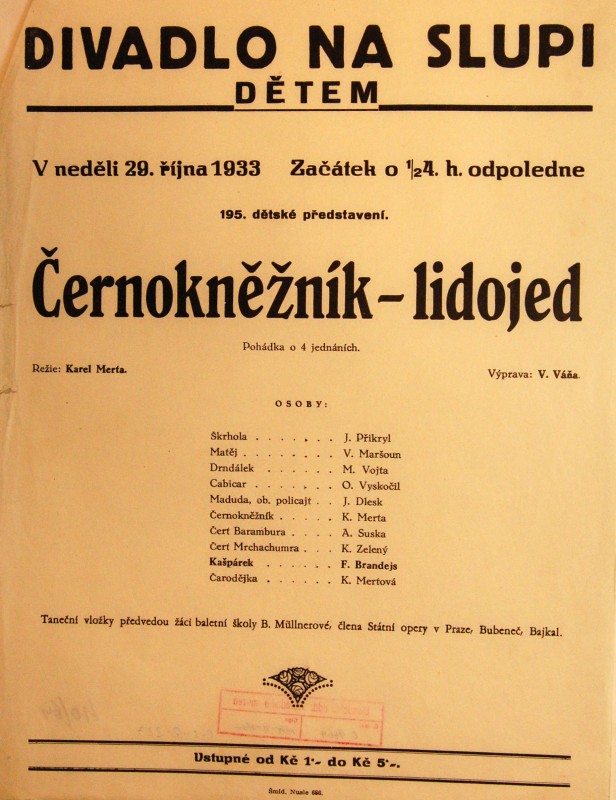 DIVADLO NA SLUPI
DĚTEM
V neděli 29. října 1933 Začátek o ½4. h. odpoledne
195. dětské představení.
Černokněžník - lidojed
Pohádka o 4 jednáních.
Režie: Karel Merta. Výprava: V. Váňa.
OSOBY:
Škrhola . . . . . . J. Přikryl
Matěj . . . . . . . V. Maršoun
Drndálek . . . . . . M. Vojta
Cabicar . . . . . . O. Vyskočil
Maduda, ob. policajt . . J. Dlesk
Černokněžník . . . . . K. Merta
Čert Barambura . . . . A. Suska
Čert Mrchachumra . . . K. Zelený
Kašpárek . . . . . . F. Brandejs
Čarodějka . . . . . . K. Mertová
Taneční vložky předvedou žáci baletní školy B. Müllnerové, člena Státní opery v Praze, Bubeneč, Bajkal.
Vstupné od Kč 1·- do Kč 5·-.
Šmíd, Nusle